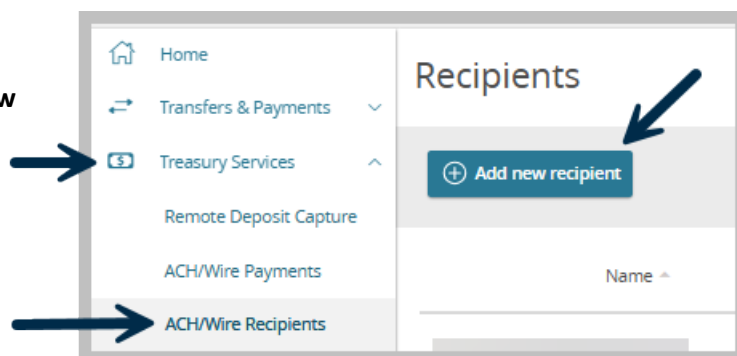 w
Home
Transfers & Payments
Treasury Services
Remote Deposit Capture
ACH/Wire Payments
ACH/Wire Recipients
Recipients
Add new recipient
Name